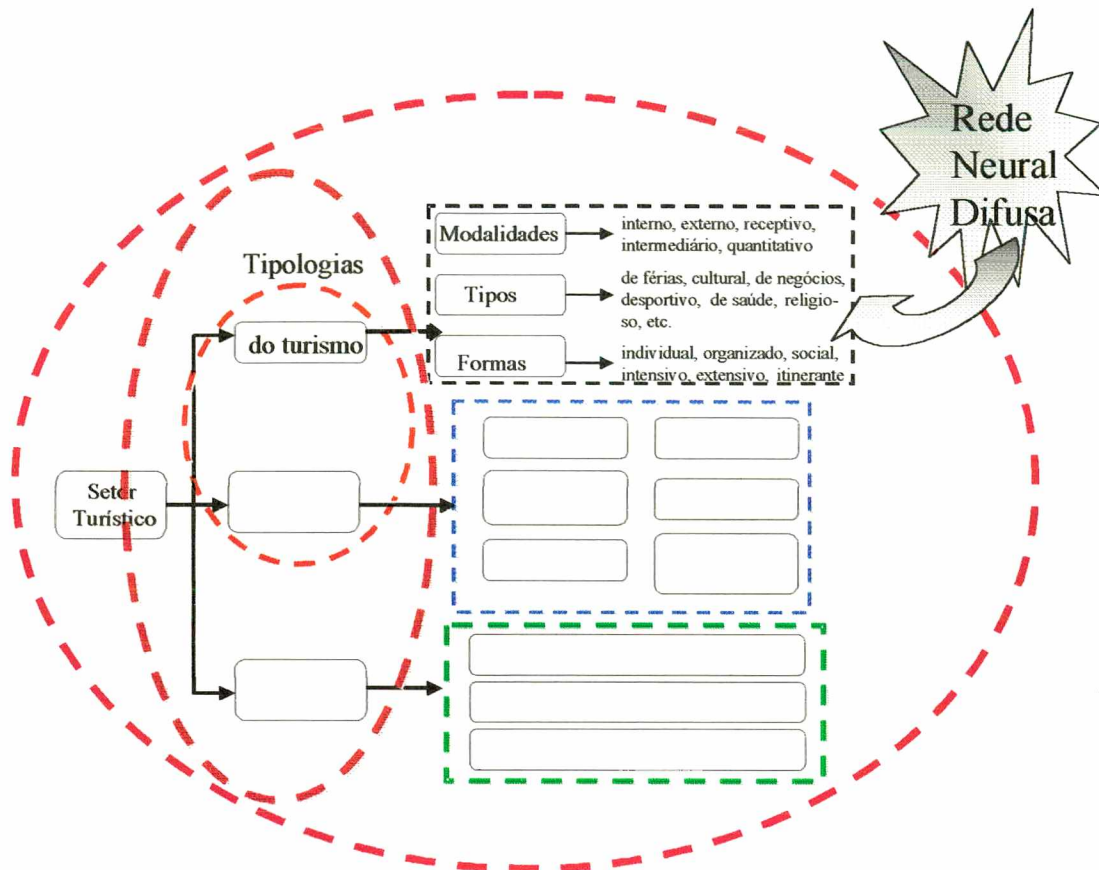 Rede
Neural
Difusa
Tipologias
Modalidades
interno, externo, receptivo,
intermediário, quantitativo
Tipos
de férias, cultural, de negócios,
desportivo, de saúde, religio-
so, etc.
do turismo
Formas
individual, organizado, social,
intensivo, extensivo, itinerante
Setor
Turístico